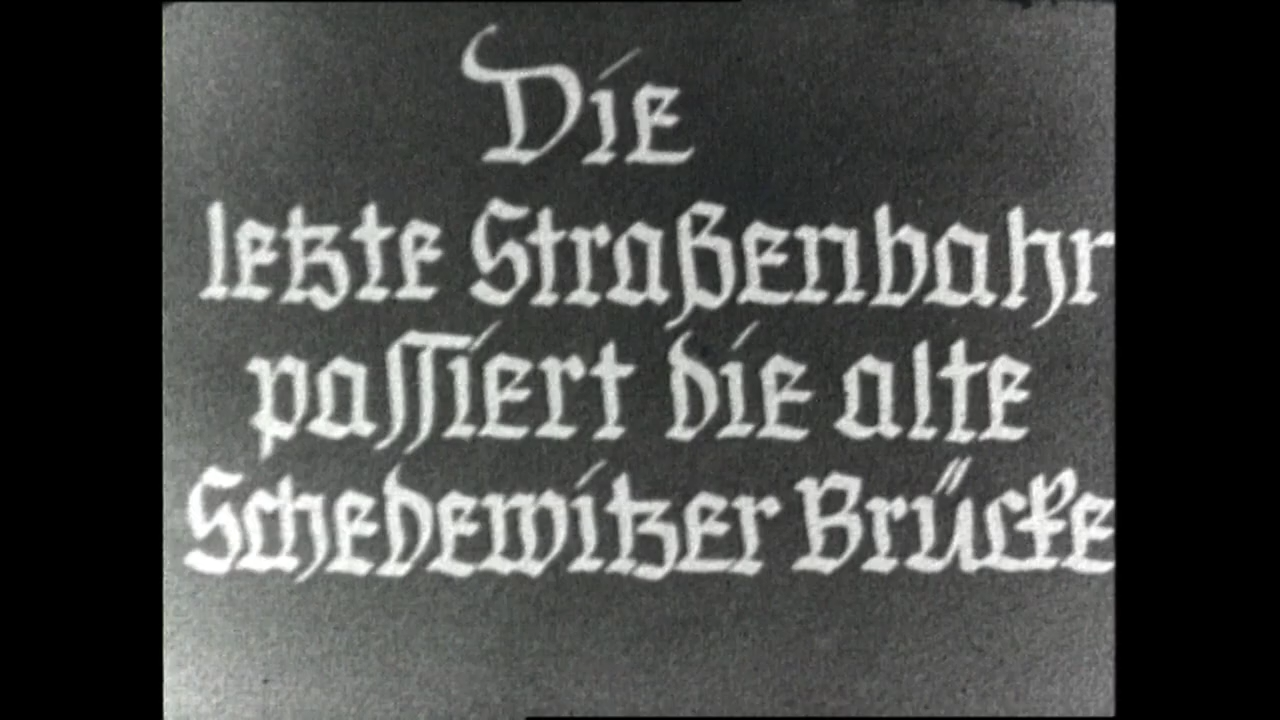 Die
letzte Straßenbahn
passiert die alte
Schedewitzer Brücke